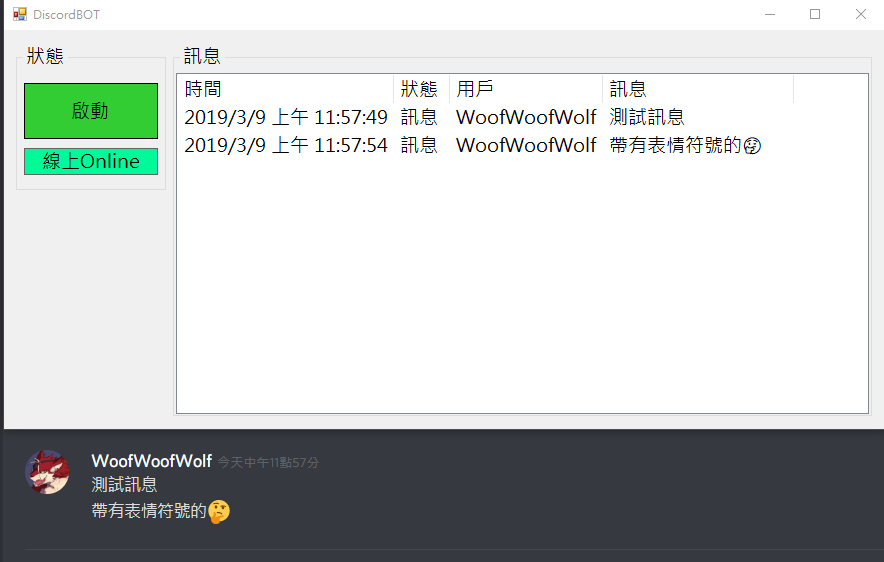 DiscordBOT
狀態
啟動
線上Online
訊息
時間 狀態 用戶 訊息
2019/3/9 上午 11:57:49 訊息 WoofWoofWolf 測試訊息
2019/3/9 上午 11:57:54 訊息 WoofWoofWolf 帶有表情符號的🤔
WoofWoofWolf 今天中午11點57分
測試訊息
帶有表情符號的🤔